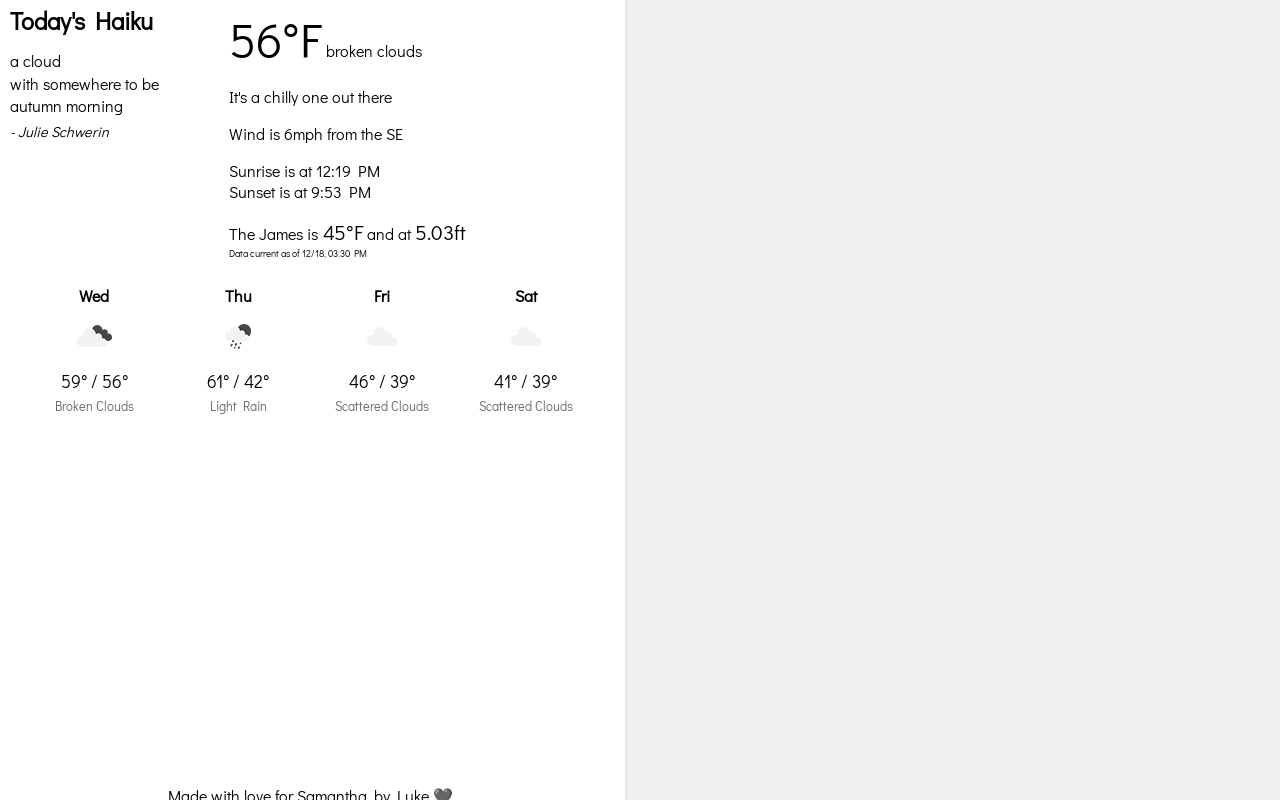 Today's Haiku
a cloud
with somewhere to be
autumn morning
- Julie Schwerin
56°F broken clouds
It's a chilly one out there
Wind is 6mph from the SE
Sunrise is at 12:19 PM
Sunset is at 9:53 PM
The James is 45°F and at 5.03ft
Data current as of 12/18, 03:30 PM
Wed Thu Fri Sat
59° / 56° 61° / 42° 46° / 39° 41° / 39°
Broken Clouds Light Rain Scattered Clouds Scattered Clouds
Made with love for Samantha by Luke 🖤